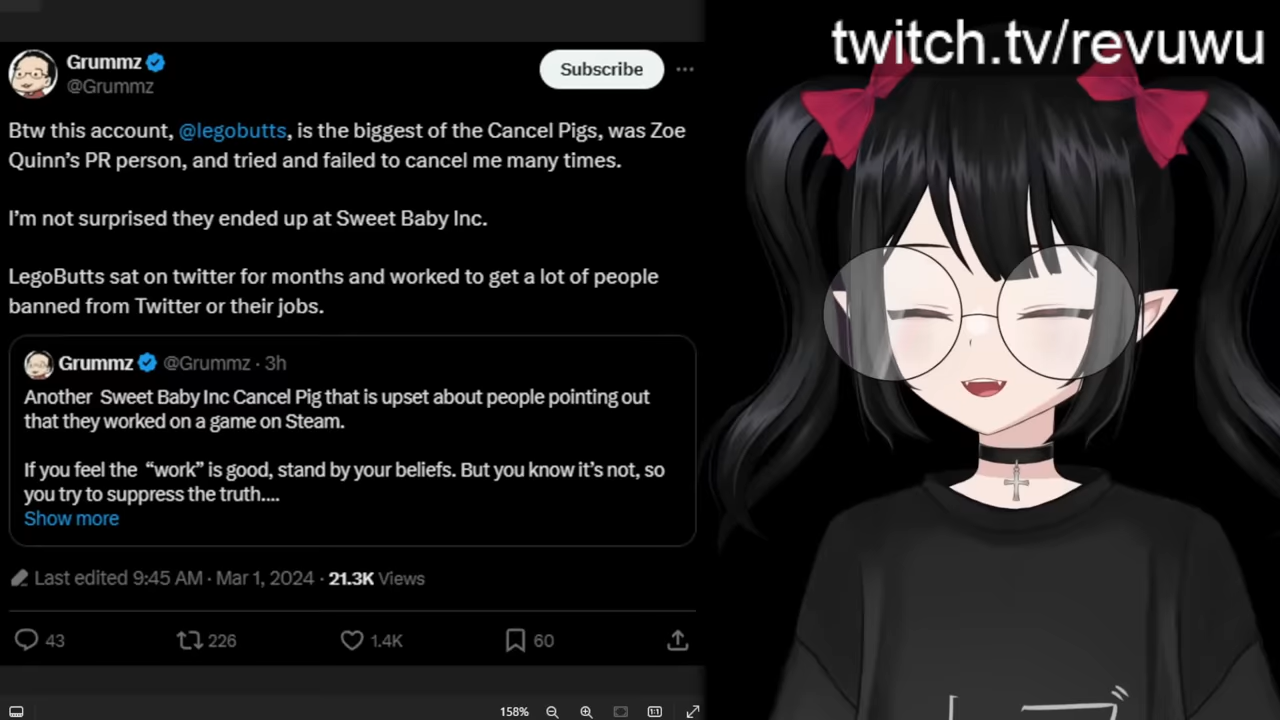 twitch.tv/revuwu
Grummz
@Grummz
Subscribe
Btw this account, @legobutts, is the biggest of the Cancel Pigs, was Zoe
Quinn’s PR person, and tried and failed to cancel me many times.
I’m not surprised they ended up at Sweet Baby Inc.
LegoButts sat on twitter for months and worked to get a lot of people
banned from Twitter or their jobs.
Grummz @Grummz · 3h
Another Sweet Baby Inc Cancel Pig that is upset about people pointing out
that they worked on a game on Steam.
If you feel the “work” is good, stand by your beliefs. But you know it’s not, so
you try to suppress the truth....
Show more
Last edited 9:45 AM · Mar 1, 2024 · 21.3K Views
43 226 1.4K 60
158% 1:1